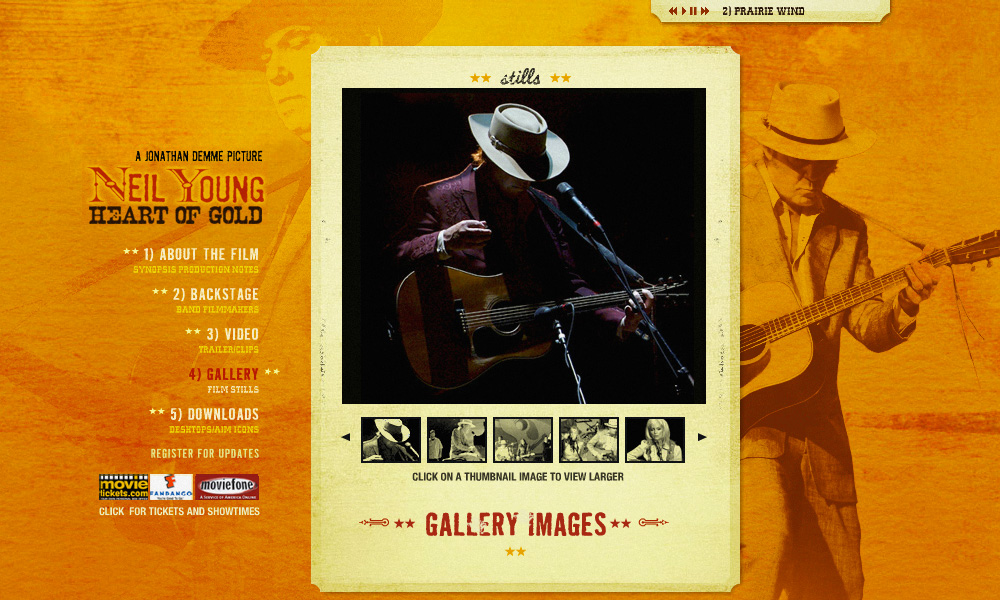 2) PRAIRIE WIND
stills
A JONATHAN DEMME PICTURE
NEIL YOUNG
HEART OF GOLD
1) ABOUT THE FILM
SYNOPSIS PRODUCTION NOTES
2) BACKSTAGE
BAND FILMMAKERS
3) VIDEO
TRAILER/CLIPS
4) GALLERY
FILM STILLS
5) DOWNLOADS
DESKTOPS/AIM ICONS
REGISTER FOR UPDATES
movie
tickets.com
FANDANGO
moviefone
A SERVICE OF AMERICA ONLINE
CLICK FOR TICKETS AND SHOWTIMES
CLICK ON A THUMBNAIL IMAGE TO VIEW LARGER
GALLERY IMAGES